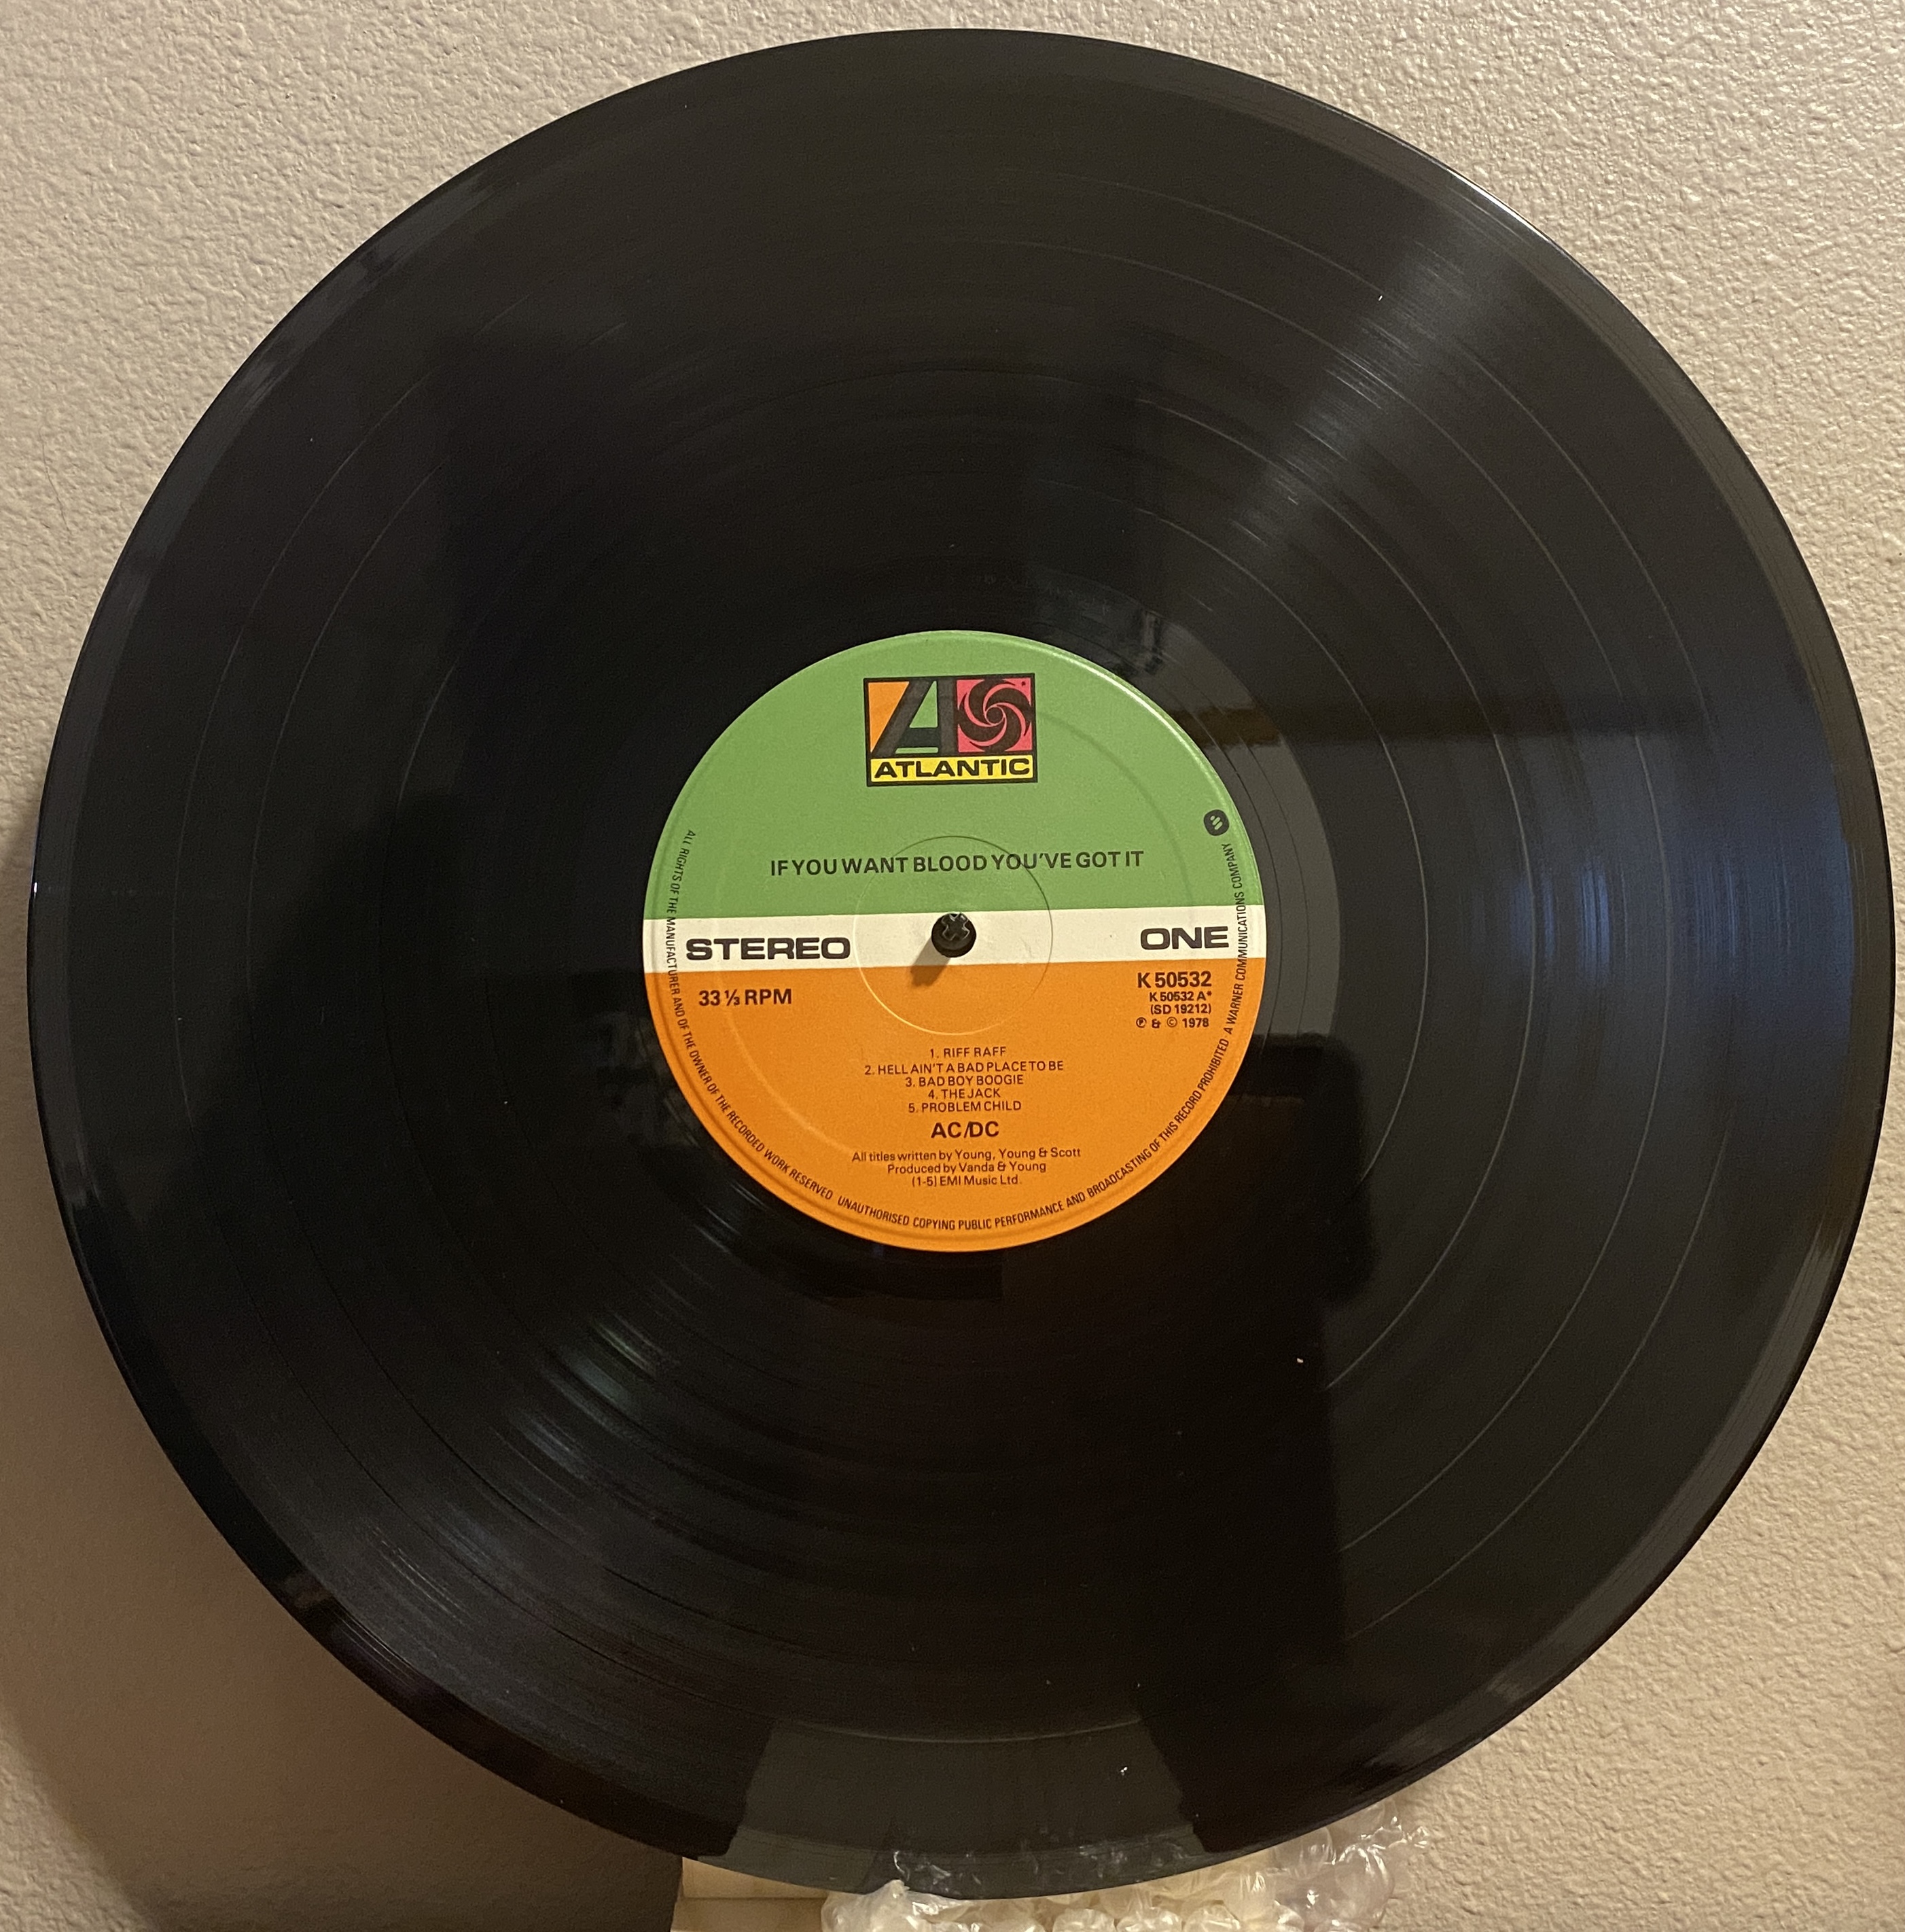 ATLANTIC
IF YOU WANT BLOOD YOU'VE GOT IT
STEREO
ONE
33 ⅓ RPM
K 50532
K 50532 A*
(SD 19212)
℗ & © 1978
1. RIFF RAFF
2. HELL AIN'T A BAD PLACE TO BE
3. BAD BOY BOOGIE
4. THE JACK
5. PROBLEM CHILD
AC/DC
All titles written by Young, Young & Scott
Produced by Vanda & Young
(1-5) EMI Music Ltd.
ALL RIGHTS OF THE MANUFACTURER AND OF THE OWNER OF THE RECORDED WORK RESERVED UNAUTHORISED COPYING PUBLIC PERFORMANCE AND BROADCASTING OF THIS RECORD PROHIBITED A WARNER COMMUNICATIONS COMPANY